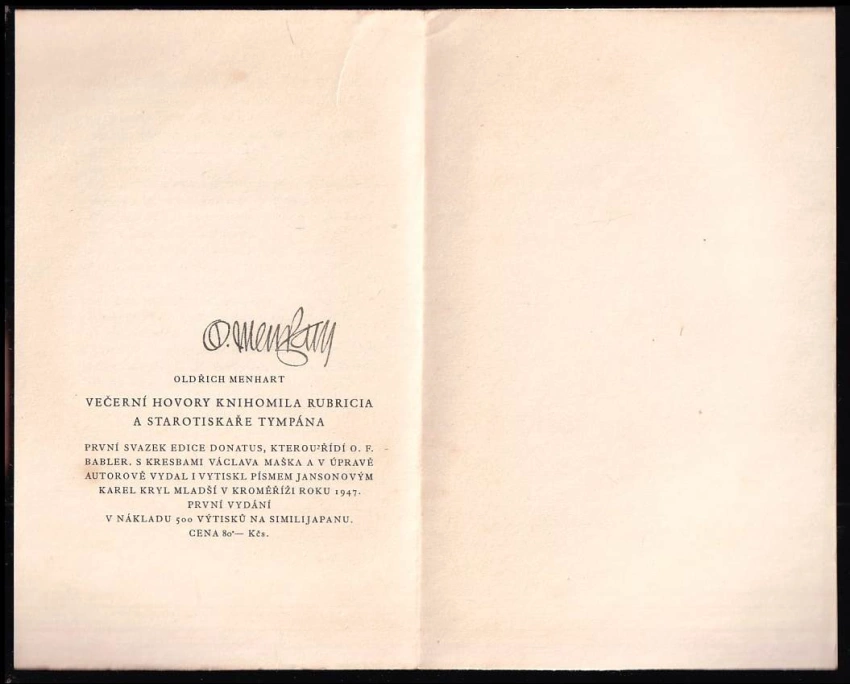 O. Menhart
OLDŘICH MENHART
VEČERNÍ HOVORY KNIHOMILA RUBRICIA
A STAROTISKAŘE TYMPÁNA
PRVNÍ SVAZEK EDICE DONATUS, KTEROU ŘÍDÍ O. F.
BABLER. S KRESBAMI VÁCLAVA MAŠKA A V ÚPRAVĚ
AUTOROVĚ VYDAL I VYTISKL PÍSMEM JANSONOVÝM
KAREL KRYL MLADŠÍ V KROMĚŘÍŽI ROKU 1947.
PRVNÍ VYDÁNÍ
V NÁKLADU 500 VÝTISKŮ NA SIMILIJAPANU.
CENA 80·— Kčs.